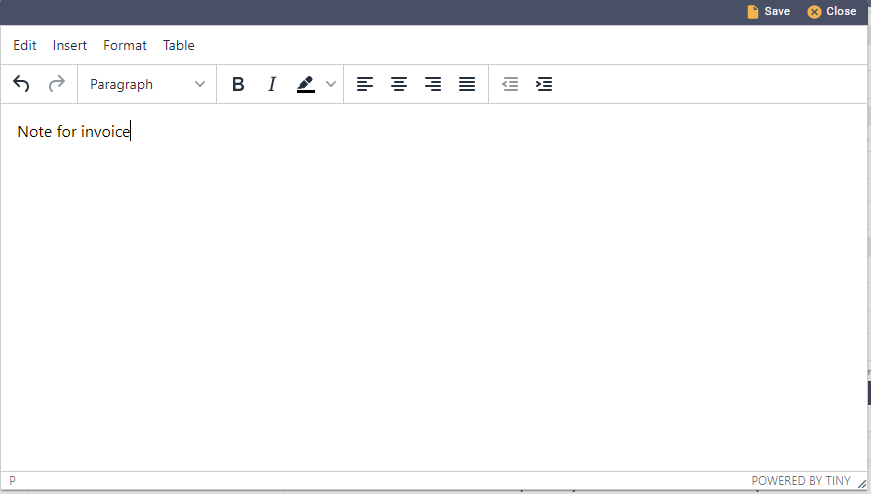 Save Close
Edit Insert Format Table
Paragraph B I
Note for invoice
P POWERED BY TINY